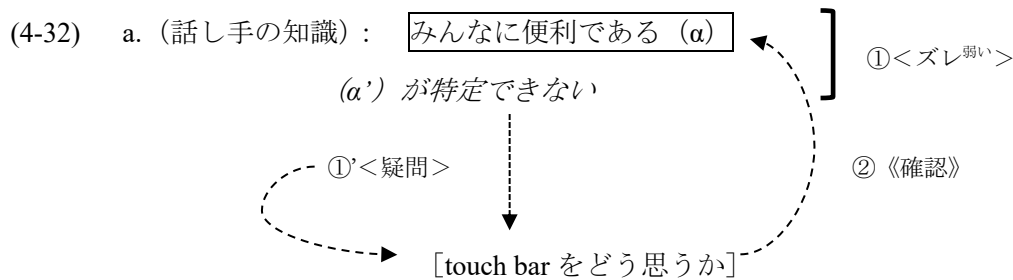 (4-32) a.（話し手の知識）: みんなに便利である（α）
①＜ズレ弱い＞
（α’）が特定できない
①’＜疑問＞
②《確認》
［touch bar をどう思うか］